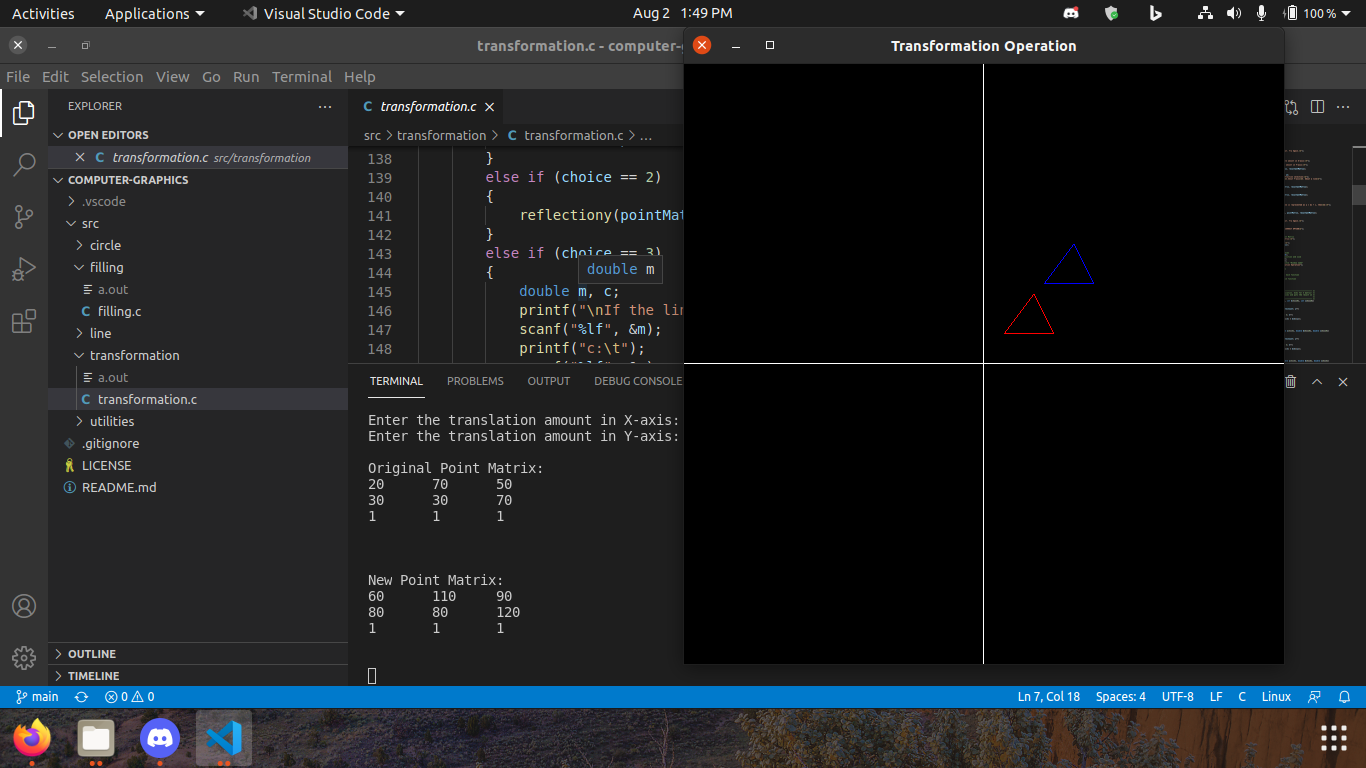 Activities Applications Visual Studio Code Aug 2 1:49 PM 100 %
transformation.c - computer-
Transformation Operation
File Edit Selection View Go Run Terminal Help
EXPLORER
OPEN EDITORS
transformation.c src/transformation
COMPUTER-GRAPHICS
.vscode
src
circle
filling
a.out
C filling.c
line
transformation
a.out
C transformation.c
utilities
.gitignore
LICENSE
README.md
OUTLINE
TIMELINE
C transformation.c
src > transformation > C transformation.c > ...
138 }
139 else if (choice == 2)
140 {
141 reflectiony(pointMat
142 }
143 else if (choice == 3)
double m
144 {
145 double m, c;
146 printf("\nIf the lin
147 scanf("%lf", &m);
148 printf("c:\t");
TERMINAL PROBLEMS OUTPUT DEBUG CONSOLE
Enter the translation amount in X-axis:
Enter the translation amount in Y-axis:
Original Point Matrix:
20 70 50
30 30 70
1 1 1
New Point Matrix:
60 110 90
80 80 120
1 1 1
main 0 0 Ln 7, Col 18 Spaces: 4 UTF-8 LF C Linux